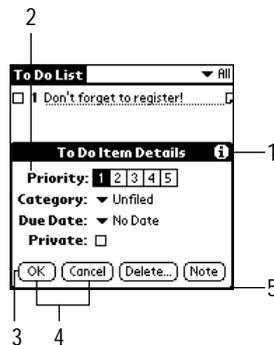 2
To Do List ▼ All
1 Don't forget to register!
To Do Item Details i
1
Priority: 1 2 3 4 5
Category: ▼ Unfiled
Due Date: ▼ No Date
Private:
OK Cancel Delete... Note
5
3 4